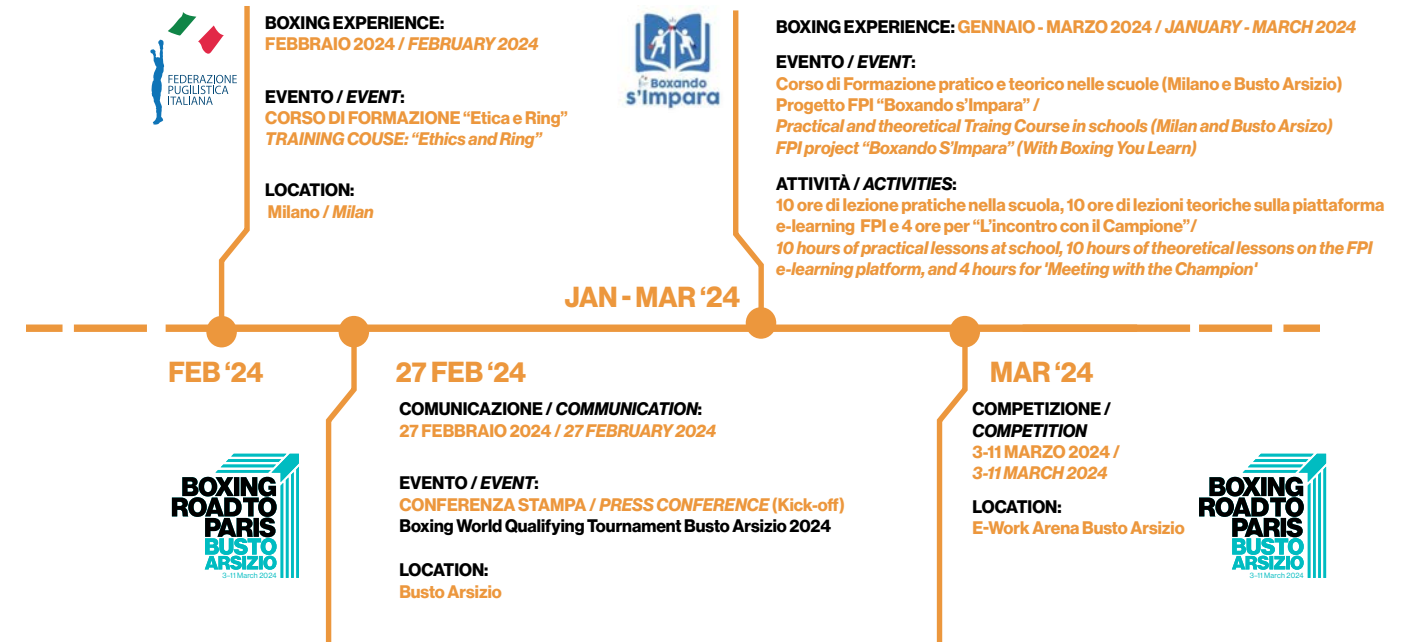 FEDERAZIONE
PUGILISTICA
ITALIANA
BOXING EXPERIENCE:
FEBBRAIO 2024 / FEBRUARY 2024
EVENTO / EVENT:
CORSO DI FORMAZIONE “Etica e Ring”
TRAINING COUSE: “Ethics and Ring”
LOCATION:
Milano / Milan
Boxando
s'Impara
BOXING EXPERIENCE: GENNAIO - MARZO 2024 / JANUARY - MARCH 2024
EVENTO / EVENT:
Corso di Formazione pratico e teorico nelle scuole (Milano e Busto Arsizio)
Progetto FPI “Boxando s’Impara” /
Practical and theoretical Traing Course in schools (Milan and Busto Arsizo)
FPI project “Boxando S’Impara” (With Boxing You Learn)
ATTIVITÀ / ACTIVITIES:
10 ore di lezione pratiche nella scuola, 10 ore di lezioni teoriche sulla piattaforma
e-learning FPI e 4 ore per “L’incontro con il Campione”/
10 hours of practical lessons at school, 10 hours of theoretical lessons on the FPI
e-learning platform, and 4 hours for 'Meeting with the Champion'
JAN - MAR ‘24
FEB ‘24
27 FEB ‘24
COMUNICAZIONE / COMMUNICATION:
27 FEBBRAIO 2024 / 27 FEBRUARY 2024
EVENTO / EVENT:
CONFERENZA STAMPA / PRESS CONFERENCE (Kick-off)
Boxing World Qualifying Tournament Busto Arsizio 2024
LOCATION:
Busto Arsizio
MAR ‘24
COMPETIZIONE /
COMPETITION
3-11 MARZO 2024 /
3-11 MARCH 2024
LOCATION:
E-Work Arena Busto Arsizio
BOXING
ROAD TO
PARIS
BUSTO
ARSIZIO
3-11 March 2024
BOXING
ROAD TO
PARIS
BUSTO
ARSIZIO
3-11 March 2024